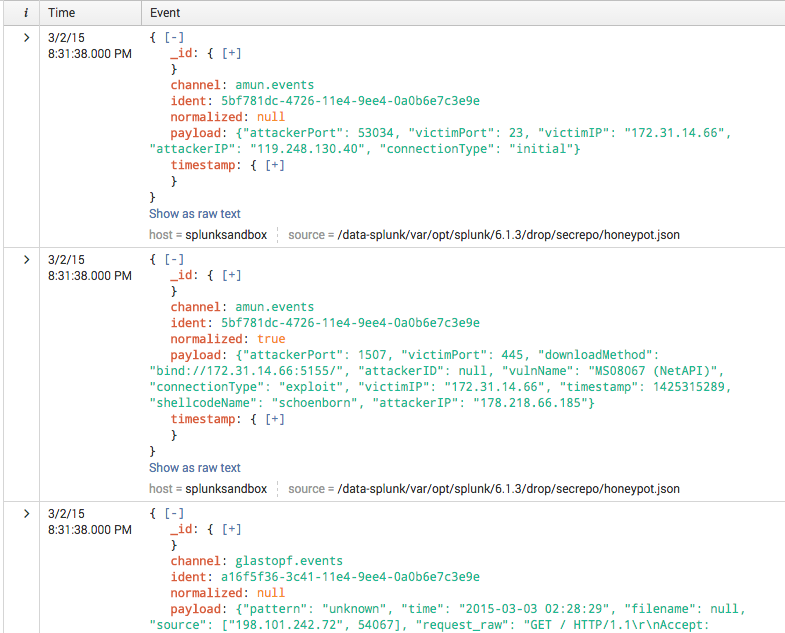 i Time Event
> 3/2/15 { [-]
8:31:38.000 PM _id: { [+]
}
channel: amun.events
ident: 5bf781dc-4726-11e4-9ee4-0a0b6e7c3e9e
normalized: null
payload: {"attackerPort": 53034, "victimPort": 23, "victimIP": "172.31.14.66",
"attackerIP": "119.248.130.40", "connectionType": "initial"}
timestamp: { [+]
}
}
Show as raw text
host = splunksandbox source = /data-splunk/var/opt/splunk/6.1.3/drop/secrepo/honeypot.json
> 3/2/15 { [-]
8:31:38.000 PM _id: { [+]
}
channel: amun.events
ident: 5bf781dc-4726-11e4-9ee4-0a0b6e7c3e9e
normalized: true
payload: {"attackerPort": 1507, "victimPort": 445, "downloadMethod":
"bind://172.31.14.66:5155/", "attackerID": null, "vulnName": "MS08067 (NetAPI)",
"connectionType": "exploit", "victimIP": "172.31.14.66", "timestamp": 1425315289,
"shellcodeName": "schoenborn", "attackerIP": "178.218.66.185"}
timestamp: { [+]
}
}
Show as raw text
host = splunksandbox source = /data-splunk/var/opt/splunk/6.1.3/drop/secrepo/honeypot.json
> 3/2/15 { [-]
8:31:38.000 PM _id: { [+]
}
channel: glastopf.events
ident: a16f5f36-3c41-11e4-9ee4-0a0b6e7c3e9e
normalized: null
payload: {"pattern": "unknown", "time": "2015-03-03 02:28:29", "filename": null,
"source": ["198.101.242.72", 54067], "request_raw": "GET / HTTP/1.1\r\nAccept: